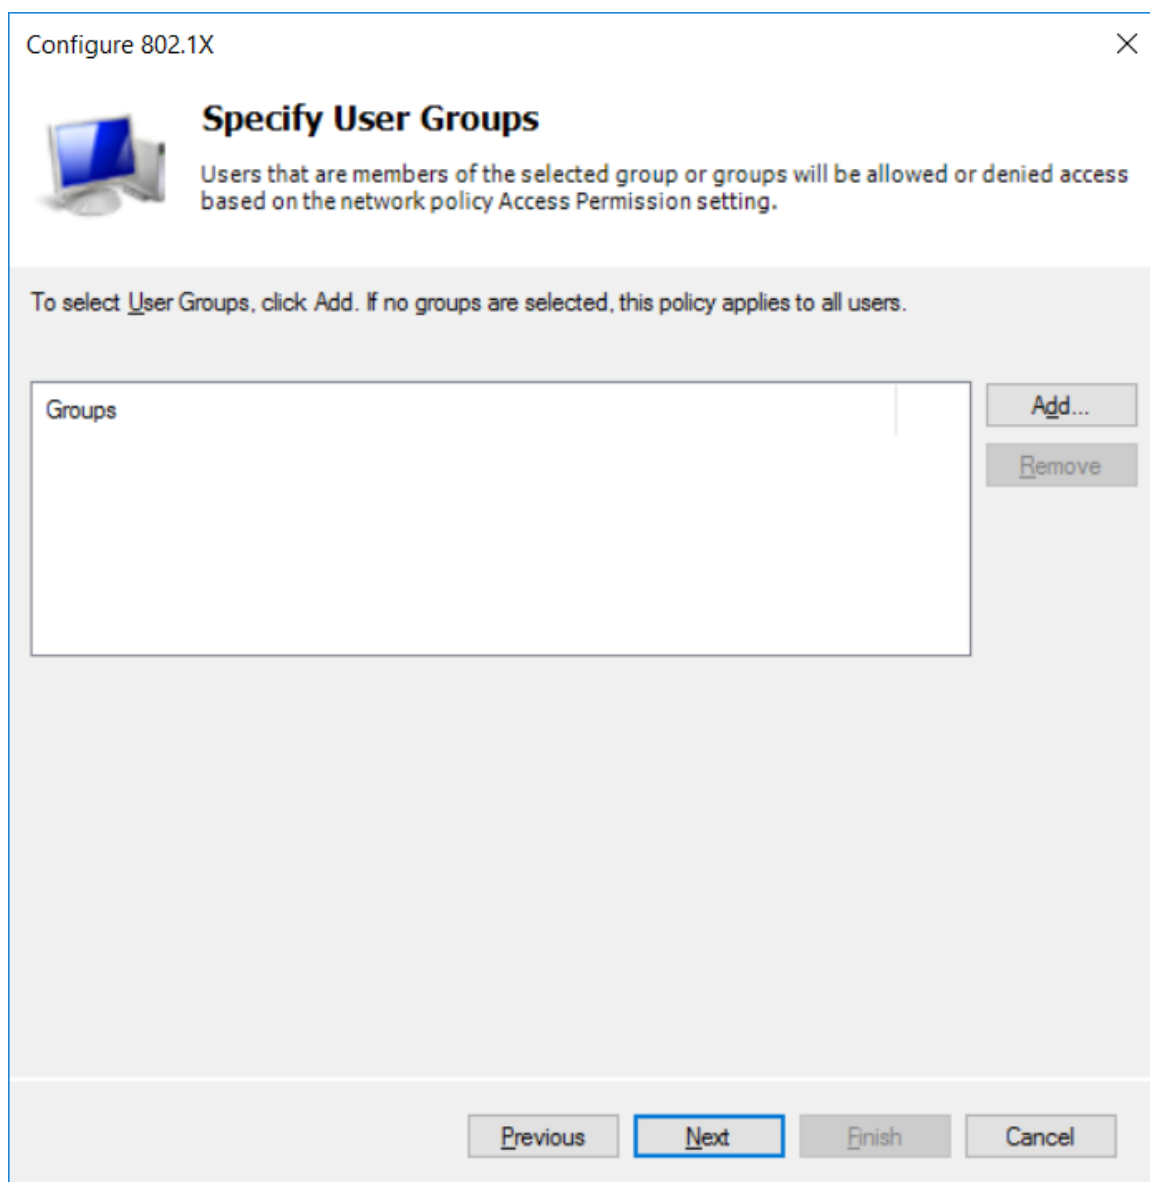 Configure 802.1X
Specify User Groups
Users that are members of the selected group or groups will be allowed or denied access
based on the network policy Access Permission setting.
To select User Groups, click Add. If no groups are selected, this policy applies to all users.
Groups
Add...
Remove
Previous
Next
Finish
Cancel